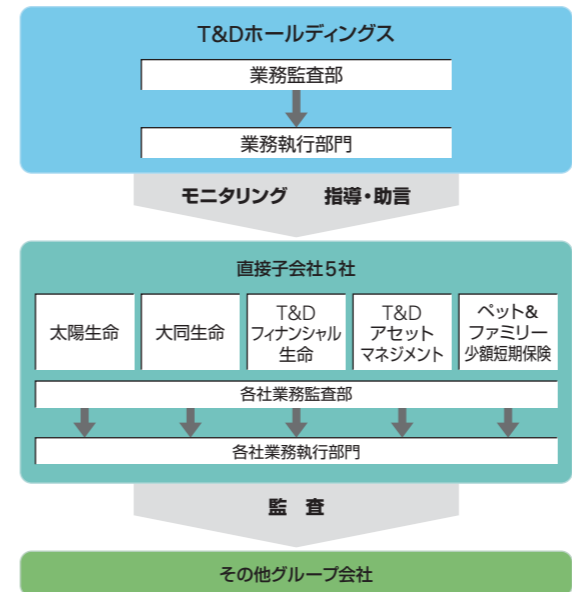 T&Dホールディングス
業務監査部
業務執行部門
モニタリング 指導・助言
直接子会社5社
太陽生命
大同生命
T&D
フィナンシャル
生命
T&D
アセット
マネジメント
ペット&
ファミリー
少額短期保険
各社業務監査部
各社業務執行部門
監 査
その他グループ会社